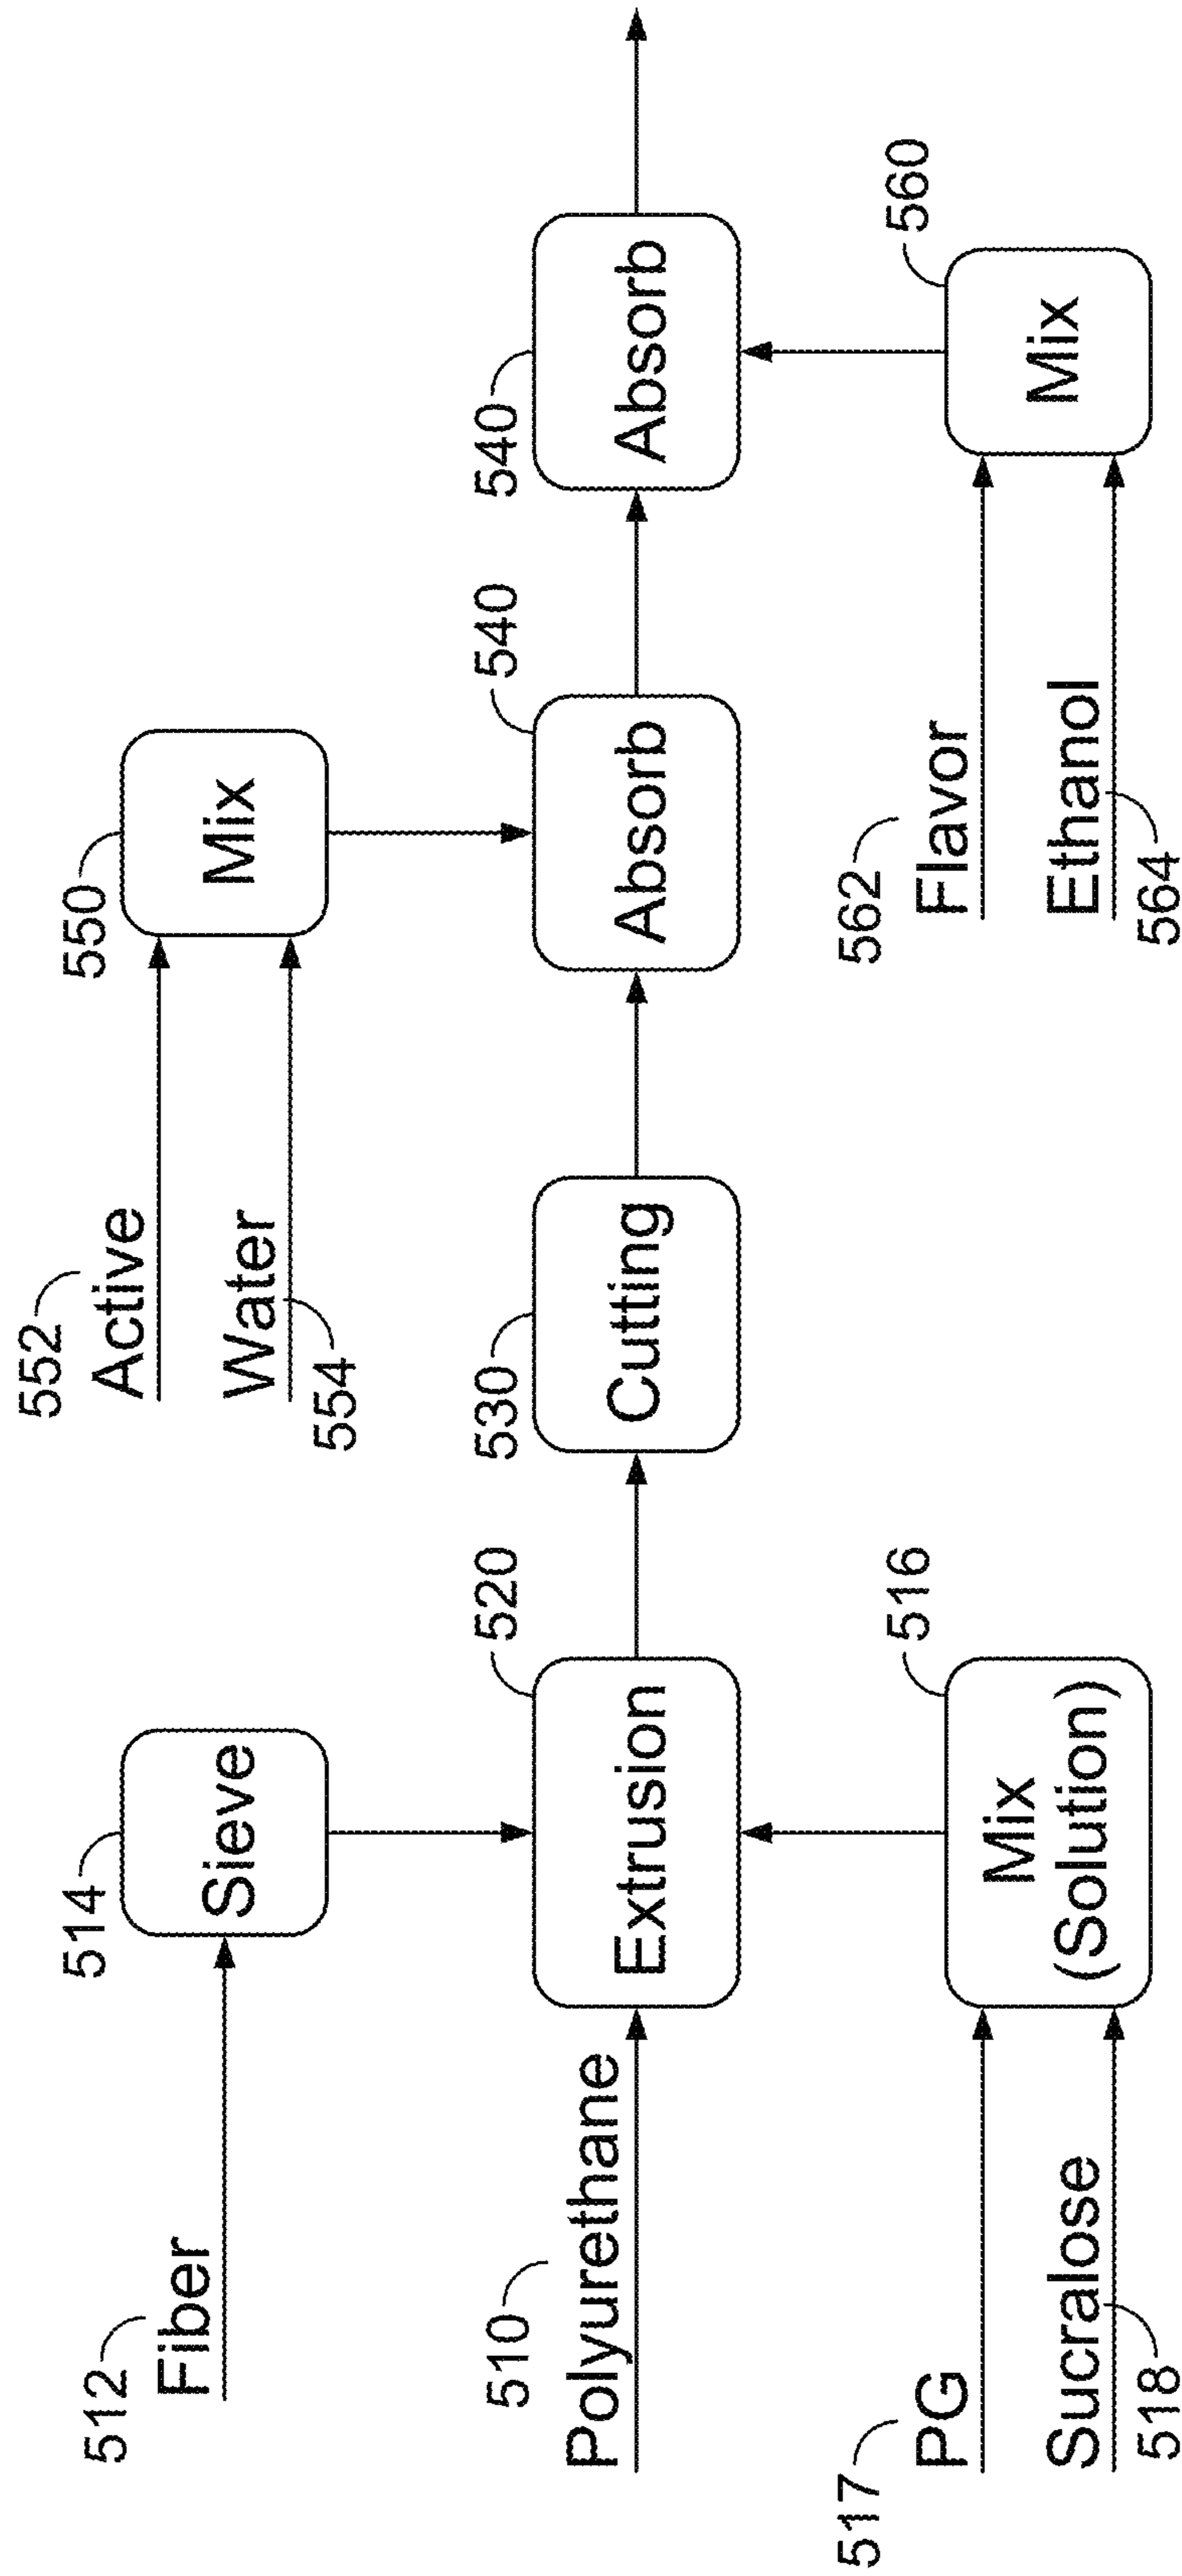 512
Fiber
514
Sieve
552
Active
Water
554
550
Mix
510
Polyurethane
520
Extrusion
530
Cutting
540
Absorb
540
Absorb
517
PG
Sucralose
518
516
Mix
(Solution)
562
Flavor
Ethanol
564
560
Mix